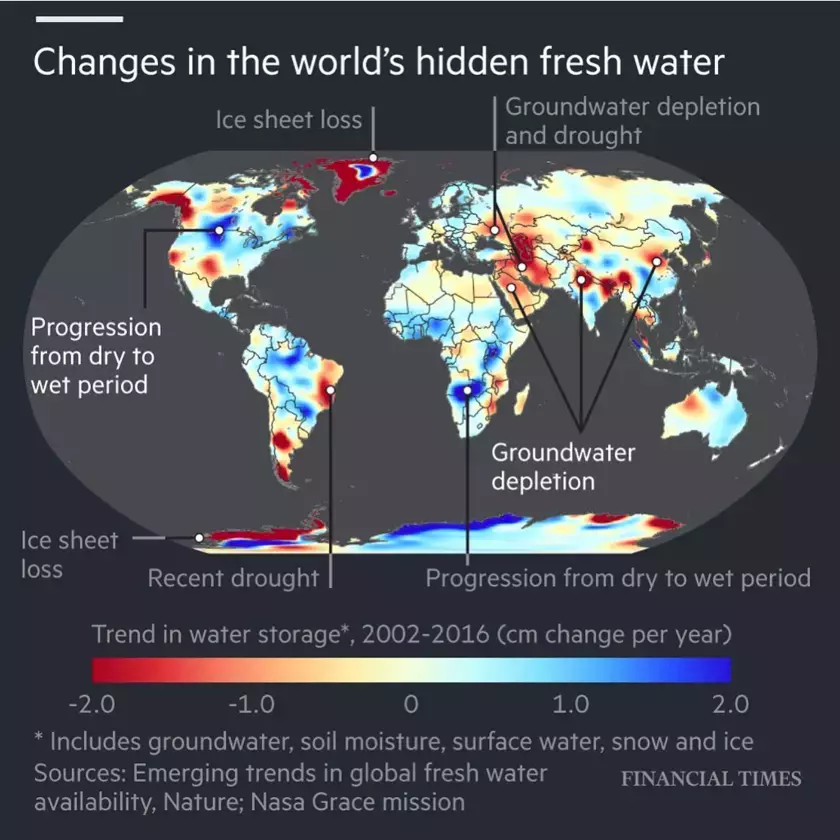 Changes in the world's hidden fresh water
Ice sheet loss
Groundwater depletion
and drought
Progression
from dry to
wet period
Groundwater
depletion
Ice sheet
loss
Recent drought
Progression from dry to wet period
Trend in water storage*, 2002-2016 (cm change per year)
-2.0 -1.0 0 1.0 2.0
* Includes groundwater, soil moisture, surface water, snow and ice
Sources: Emerging trends in global fresh water
availability, Nature; Nasa Grace mission
FINANCIAL TIMES